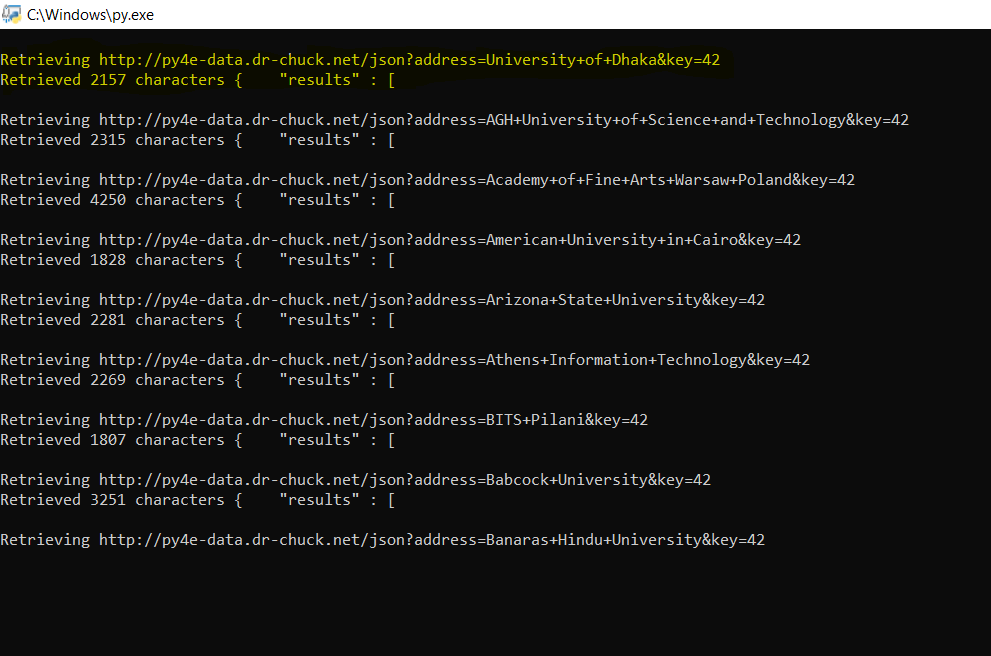 C:\Windows\py.exe
Retrieving http://py4e-data.dr-chuck.net/json?address=University+of+Dhaka&key=42
Retrieved 2157 characters {    "results" : [
Retrieving http://py4e-data.dr-chuck.net/json?address=AGH+University+of+Science+and+Technology&key=42
Retrieved 2315 characters {    "results" : [
Retrieving http://py4e-data.dr-chuck.net/json?address=Academy+of+Fine+Arts+Warsaw+Poland&key=42
Retrieved 4250 characters {    "results" : [
Retrieving http://py4e-data.dr-chuck.net/json?address=American+University+in+Cairo&key=42
Retrieved 1828 characters {    "results" : [
Retrieving http://py4e-data.dr-chuck.net/json?address=Arizona+State+University&key=42
Retrieved 2281 characters {    "results" : [
Retrieving http://py4e-data.dr-chuck.net/json?address=Athens+Information+Technology&key=42
Retrieved 2269 characters {    "results" : [
Retrieving http://py4e-data.dr-chuck.net/json?address=BITS+Pilani&key=42
Retrieved 1807 characters {    "results" : [
Retrieving http://py4e-data.dr-chuck.net/json?address=Babcock+University&key=42
Retrieved 3251 characters {    "results" : [
Retrieving http://py4e-data.dr-chuck.net/json?address=Banaras+Hindu+University&key=42